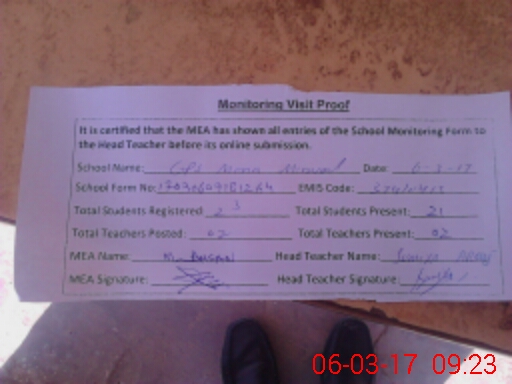 Monitoring Visit Proof
It is certified that the MEA has shown all entries of the School Monitoring Form to
the Head Teacher before its online submission.
School Name: GPS Date: 6-3-17
School Form No: EMIS Code:
Total Students Registered: 23 Total Students Present: 21
Total Teachers Posted: 02 Total Teachers Present: 02
MEA Name: M. Head Teacher Name:
MEA Signature: Head Teacher Signature:
06-03-17 09:23